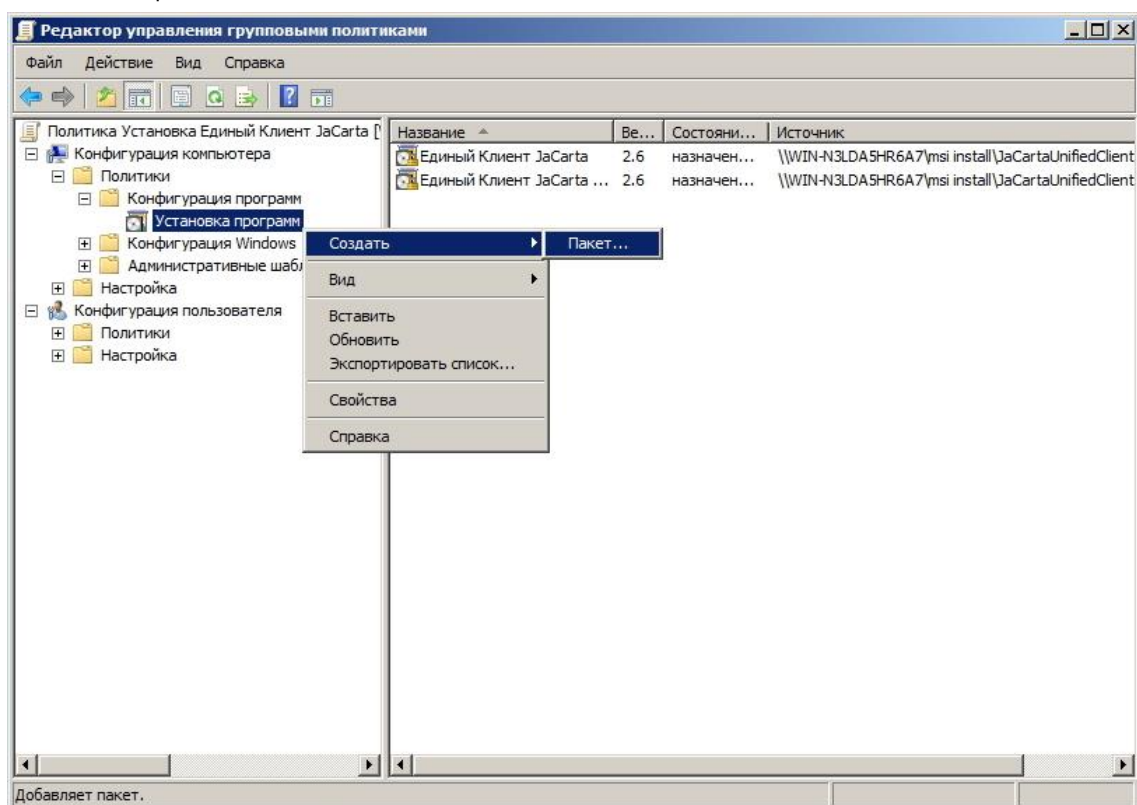 Редактор управления групповыми политиками
Файл Действие Вид Справка
Политика Установка Единый Клиент JaCarta [
Конфигурация компьютера
Политики
Конфигурация программ
Установка программ
Конфигурация Windows
Административные шабл
Настройка
Конфигурация пользователя
Политики
Настройка
Название Ве... Состояни... Источник
Единый Клиент JaCarta 2.6 назначен... \\WIN-N3LDA5HR6A7\msi install\JaCartaUnifiedClient
Единый Клиент JaCarta ... 2.6 назначен... \\WIN-N3LDA5HR6A7\msi install\JaCartaUnifiedClient
Создать
Пакет...
Вид
Вставить
Обновить
Экспортировать список...
Свойства
Справка
Добавляет пакет.